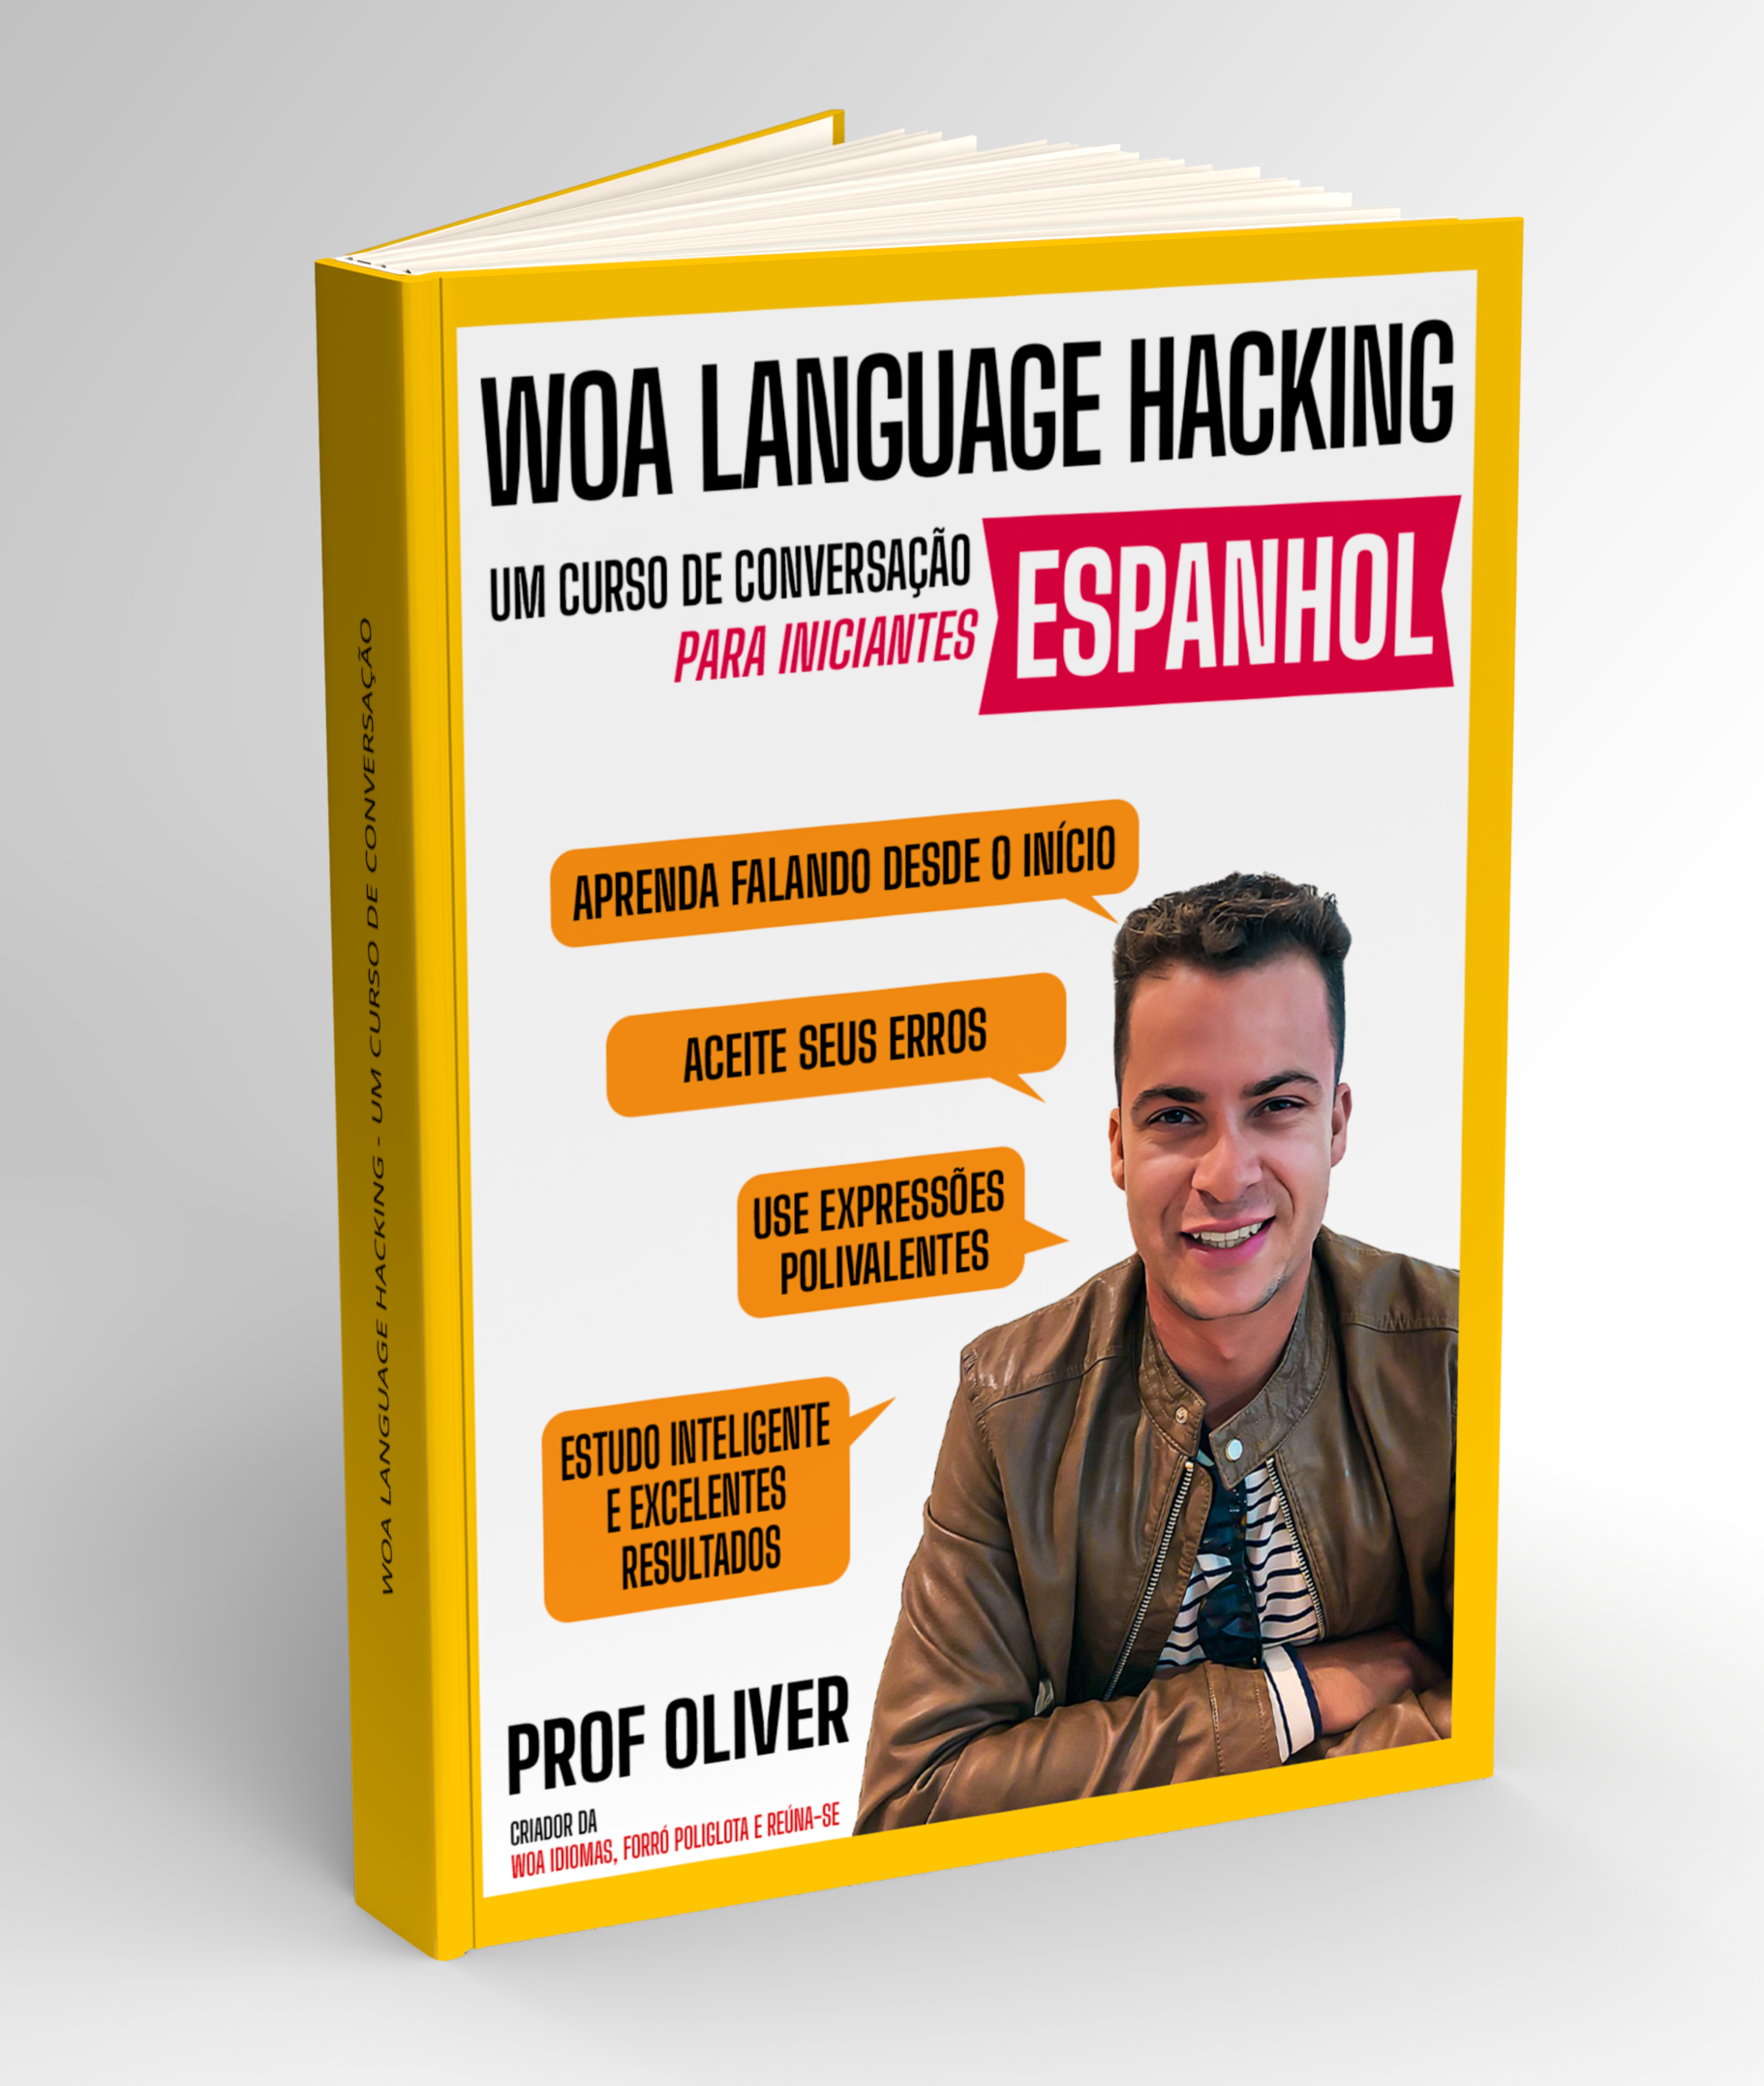 WOA LANGUAGE HACKING
UM CURSO DE CONVERSAÇÃO
PARA INICIANTES
ESPANHOL
APRENDA FALANDO DESDE O INÍCIO
ACEITE SEUS ERROS
USE EXPRESSÕES
POLIVALENTES
ESTUDO INTELIGENTE
E EXCELENTES
RESULTADOS
PROF OLIVER
CRIADOR DA
WOA IDIOMAS, FORRÓ POLIGLOTA E REÚNA-SE
WOA LANGUAGE HACKING - UM CURSO DE CONVERSAÇÃO